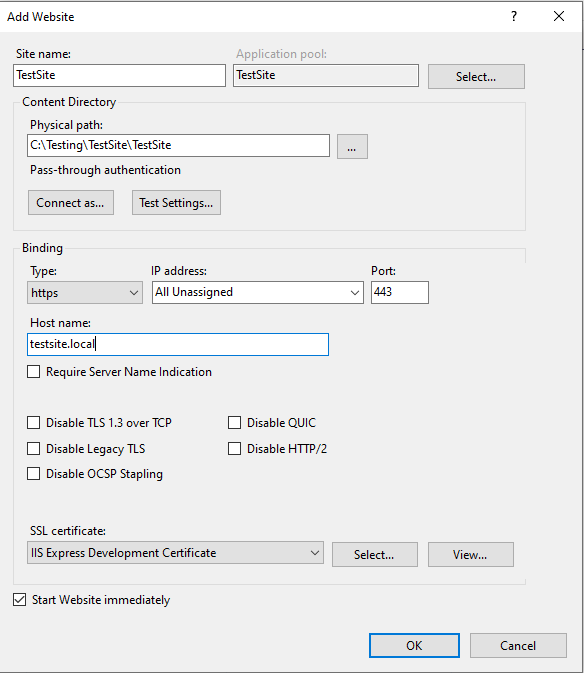 Add Website ?
Site name: Application pool:
TestSite TestSite Select...
Content Directory
Physical path:
C:\Testing\TestSite\TestSite ...
Pass-through authentication
Connect as... Test Settings...
Binding
Type: IP address: Port:
https All Unassigned 443
Host name:
testsite.local
Require Server Name Indication
Disable TLS 1.3 over TCP Disable QUIC
Disable Legacy TLS Disable HTTP/2
Disable OCSP Stapling
SSL certificate:
IIS Express Development Certificate Select... View...
Start Website immediately
OK Cancel